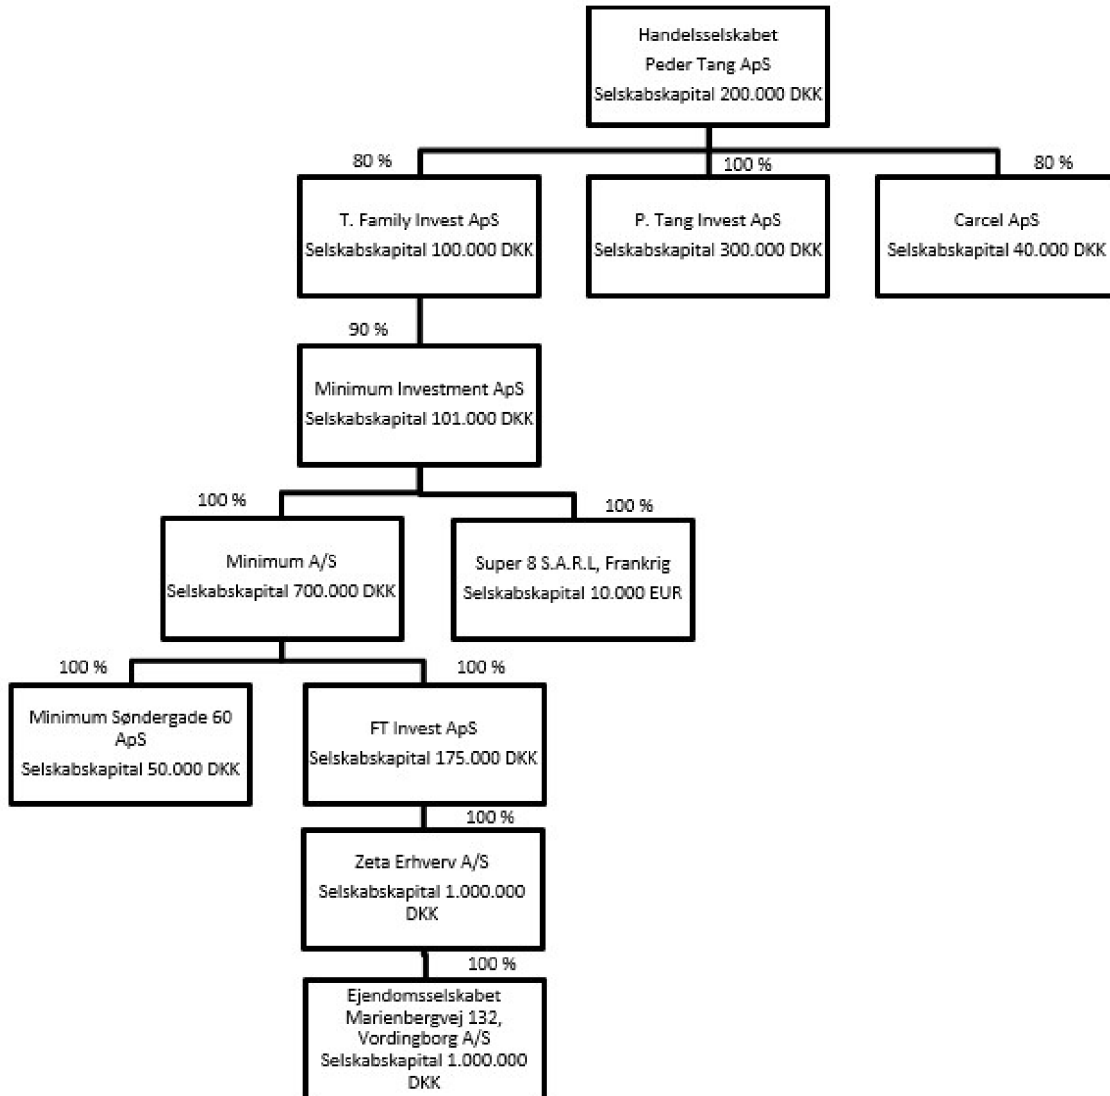 Handelsselskabet
Peder Tang ApS
Selskabskapital 200.000 DKK
80 %
100 %
80 %
T. Family Invest ApS
Selskabskapital 100.000 DKK
P. Tang Invest ApS
Selskabskapital 300.000 DKK
Carcel ApS
Selskabskapital 40.000 DKK
90 %
Minimum Investment ApS
Selskabskapital 101.000 DKK
100 %
100 %
Minimum A/S
Selskabskapital 700.000 DKK
Super 8 S.A.R.L, Frankrig
Selskabskapital 10.000 EUR
100 %
100 %
Minimum Søndergade 60
ApS
Selskabskapital 50.000 DKK
FT Invest ApS
Selskabskapital 175.000 DKK
100 %
Zeta Erhverv A/S
Selskabskapital 1.000.000
DKK
100 %
Ejendomsselskabet
Marienbergvej 132,
Vordingborg A/S
Selskabskapital 1.000.000
DKK